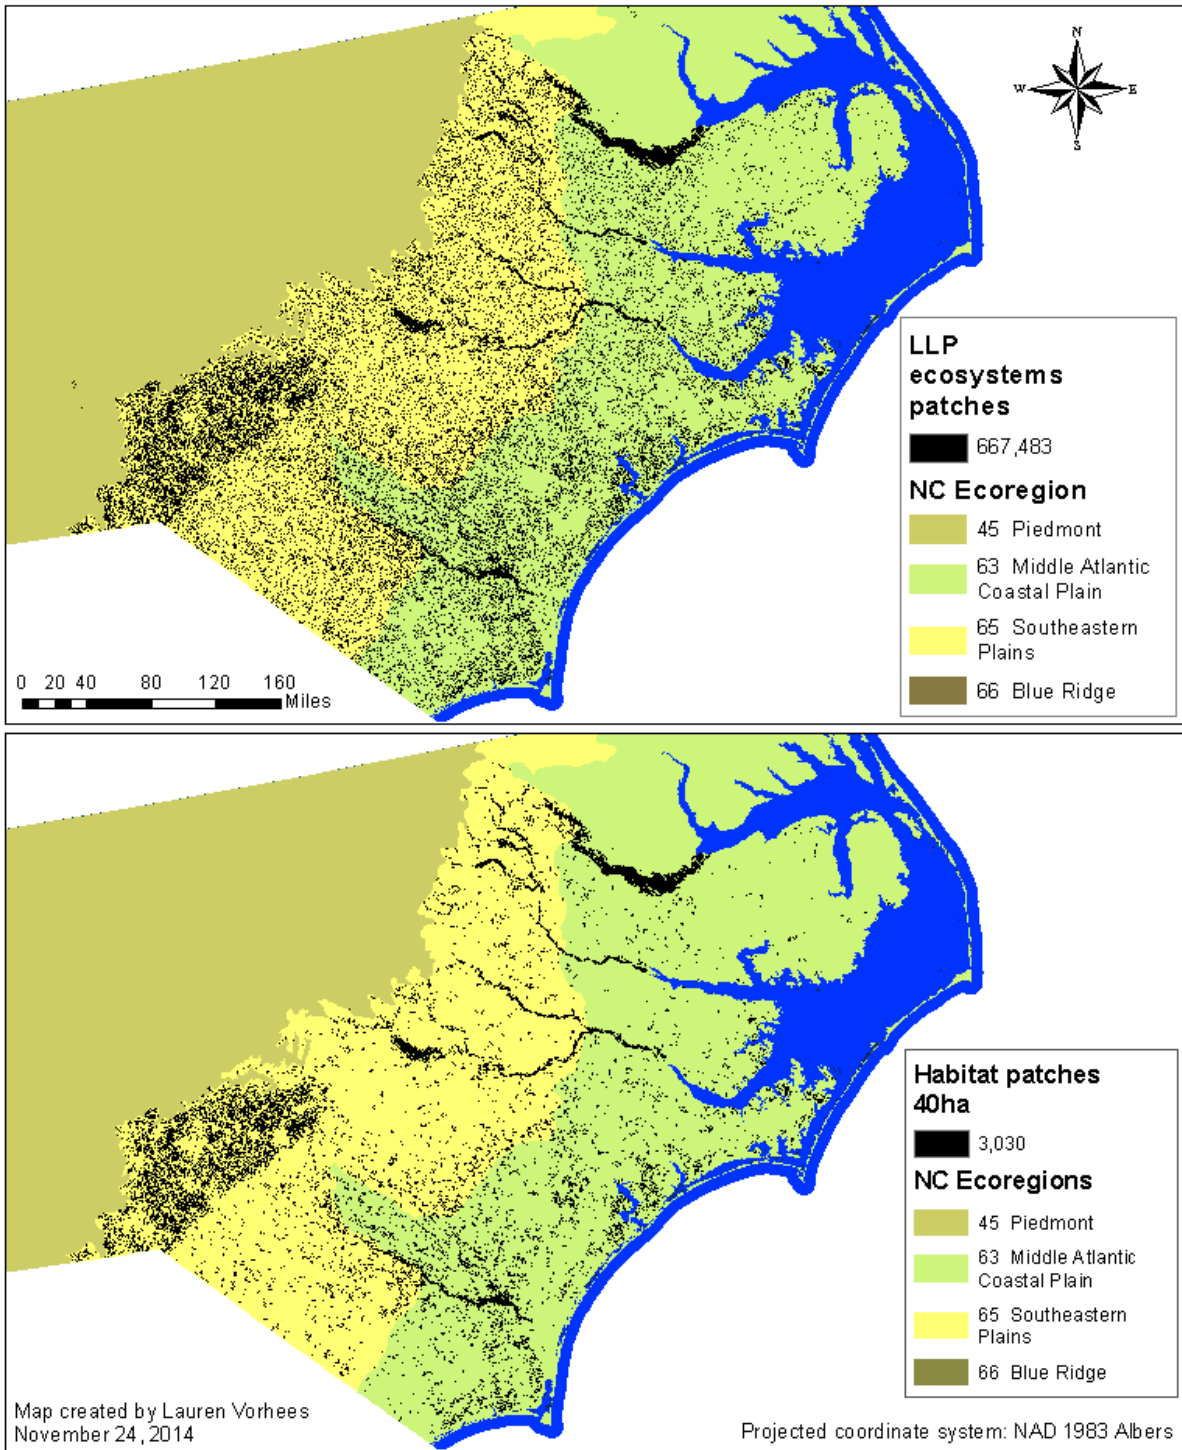 N
W E
S
LLP
ecosystems
patches
667,483
NC Ecoregion
45 Piedmont
63 Middle Atlantic
Coastal Plain
65 Southeastern
Plains
66 Blue Ridge
0 20 40 80 120 160
Miles
Habitat patches
40ha
3,030
NC Ecoregions
45 Piedmont
63 Middle Atlantic
Coastal Plain
65 Southeastern
Plains
66 Blue Ridge
Map created by Lauren Vorhees
November 24, 2014
Projected coordinate system: NAD 1983 Albers